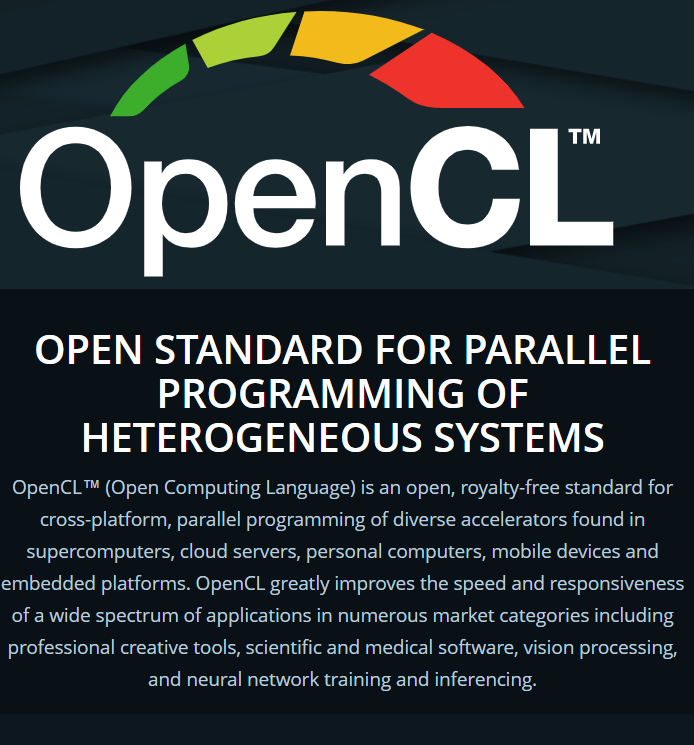 OpenCL™
OPEN STANDARD FOR PARALLEL
PROGRAMMING OF
HETEROGENEOUS SYSTEMS
OpenCL™ (Open Computing Language) is an open, royalty-free standard for
cross-platform, parallel programming of diverse accelerators found in
supercomputers, cloud servers, personal computers, mobile devices and
embedded platforms. OpenCL greatly improves the speed and responsiveness
of a wide spectrum of applications in numerous market categories including
professional creative tools, scientific and medical software, vision processing,
and neural network training and inferencing.